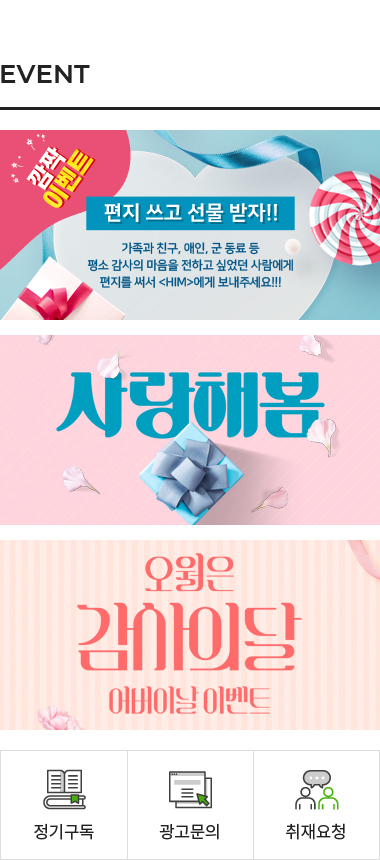 EVENT
깜짝
이벤트
편지 쓰고 선물 받자!!
가족과 친구, 애인, 군 동료 등
평소 감사의 마음을 전하고 싶었던 사람에게
편지를 써서 <HIM>에게 보내주세요!!!
사랑해봄
오월은
감사의달
어버이날 이벤트
정기구독
광고문의
취재요청